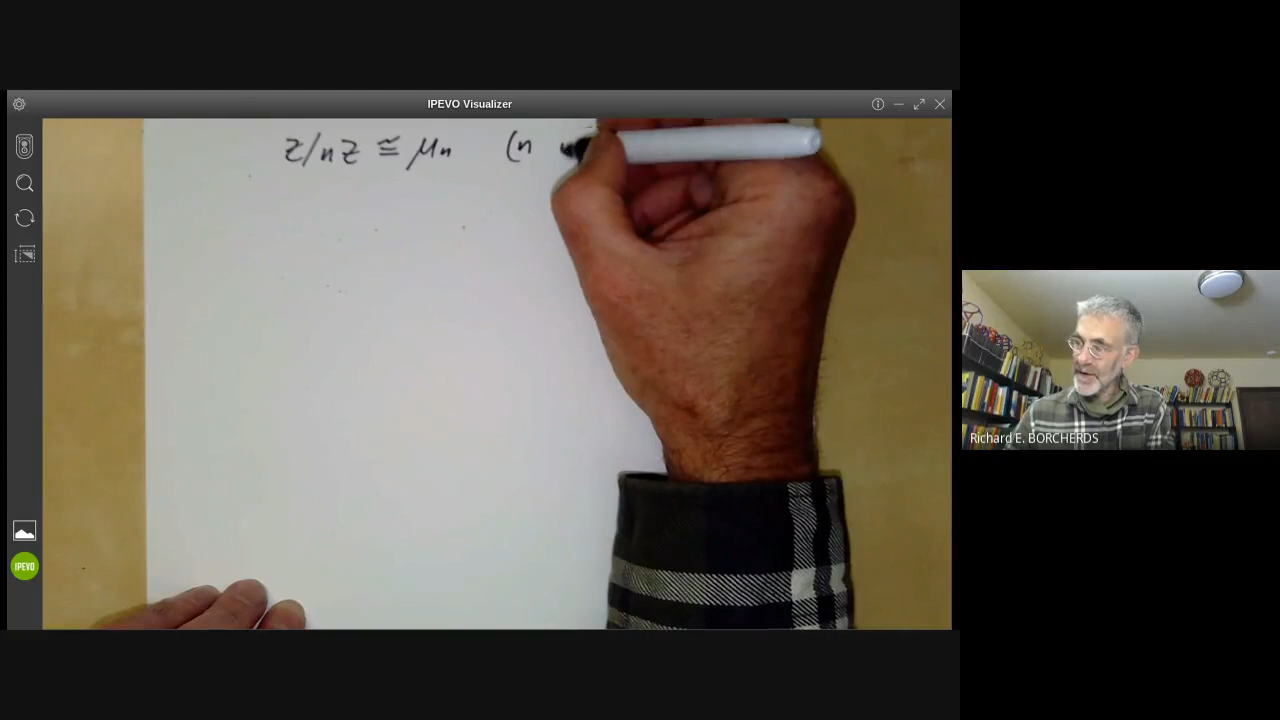 IPEVO Visualizer
Z/nZ ≅ μn (n
Richard E. BORCHERDS
IPEVO